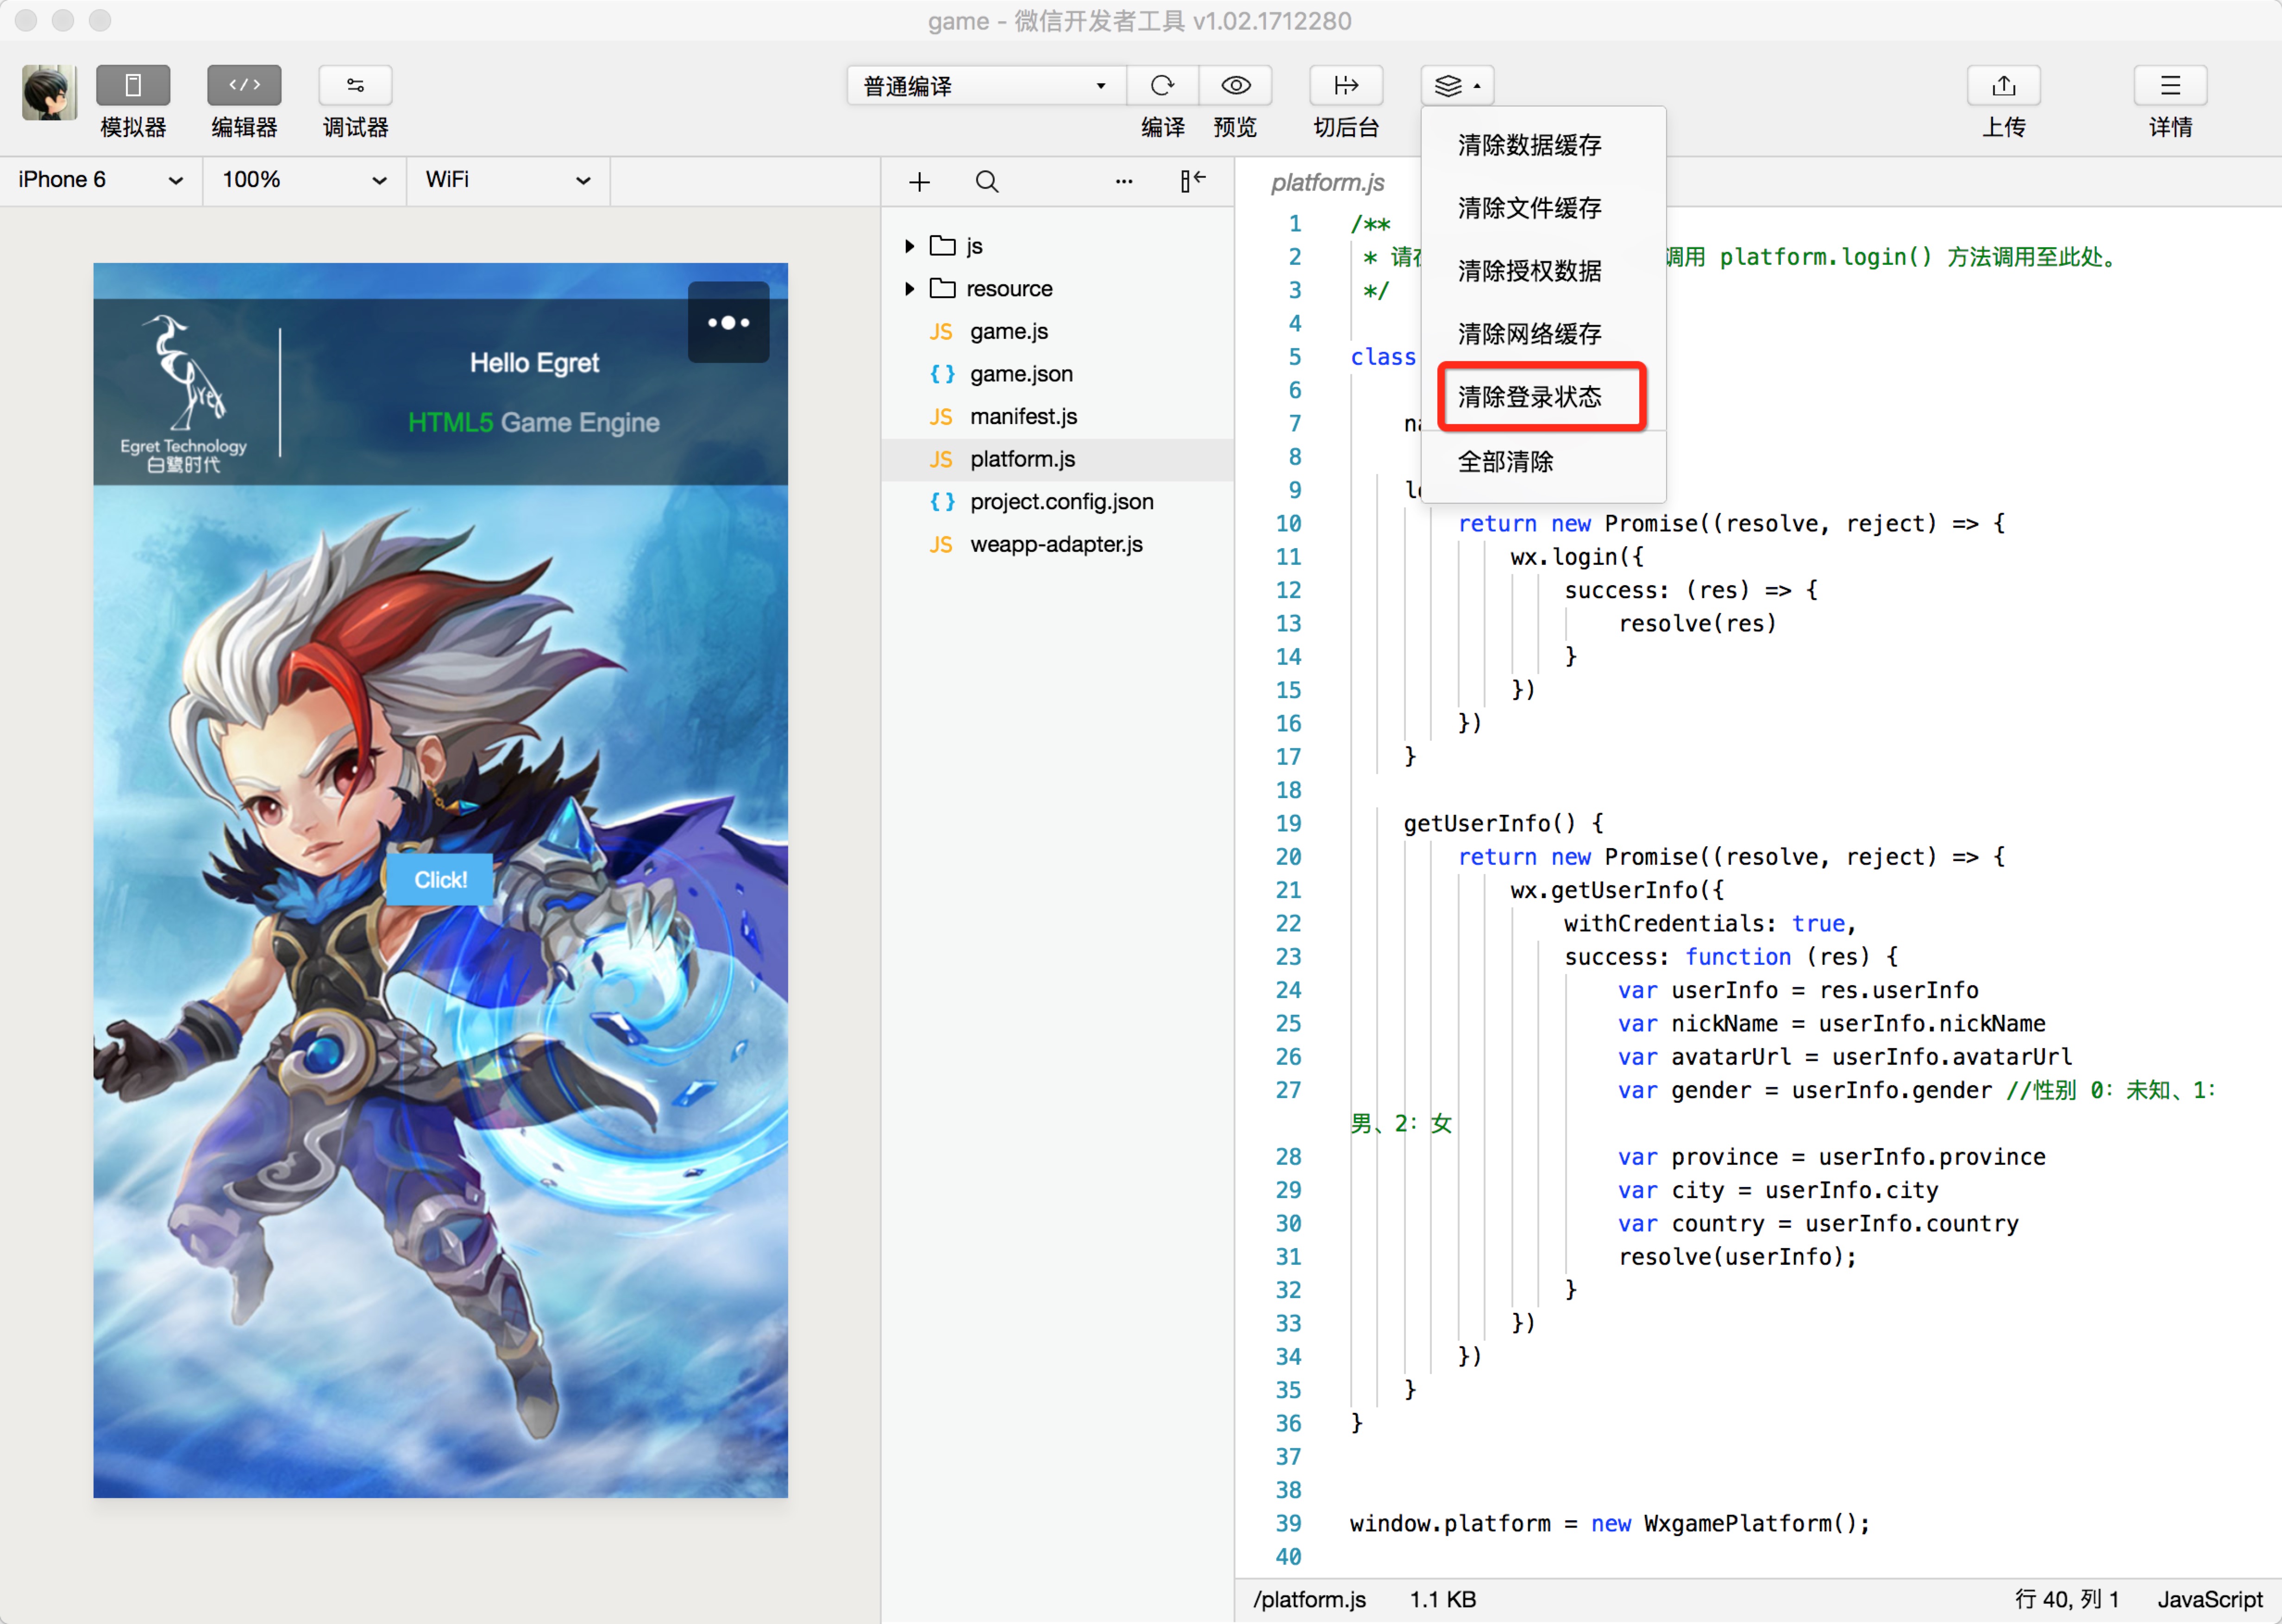 game - 微信开发者工具 v1.02.1712280
模拟器
编辑器
调试器
普通编译
编译
预览
切后台
上传
详情
清除数据缓存
清除文件缓存
清除授权数据
清除网络缓存
清除登录状态
全部清除
iPhone 6
100%
WiFi
Hello Egret
HTML5 Game Engine
Egret
Egret Technology
白鹭时代
Click!
js
resource
JS game.js
{ } game.json
JS manifest.js
JS platform.js
{ } project.config.json
JS weapp-adapter.js
platform.js
1 /**
2 * 请在 调用 platform.login() 方法调用至此处。
3 */
4
5 class
6
7 na
8
9 lo
10 return new Promise((resolve, reject) => {
11 wx.login({
12 success: (res) => {
13 resolve(res)
14 }
15 })
16 })
17 }
18
19 getUserInfo() {
20 return new Promise((resolve, reject) => {
21 wx.getUserInfo({
22 withCredentials: true,
23 success: function (res) {
24 var userInfo = res.userInfo
25 var nickName = userInfo.nickName
26 var avatarUrl = userInfo.avatarUrl
27 var gender = userInfo.gender //性别 0：未知、1：
男、2：女
28 var province = userInfo.province
29 var city = userInfo.city
30 var country = userInfo.country
31 resolve(userInfo);
32 }
33 })
34 })
35 }
36 }
37
38
39 window.platform = new WxgamePlatform();
40
/platform.js 1.1 KB 行 40, 列 1 JavaScript